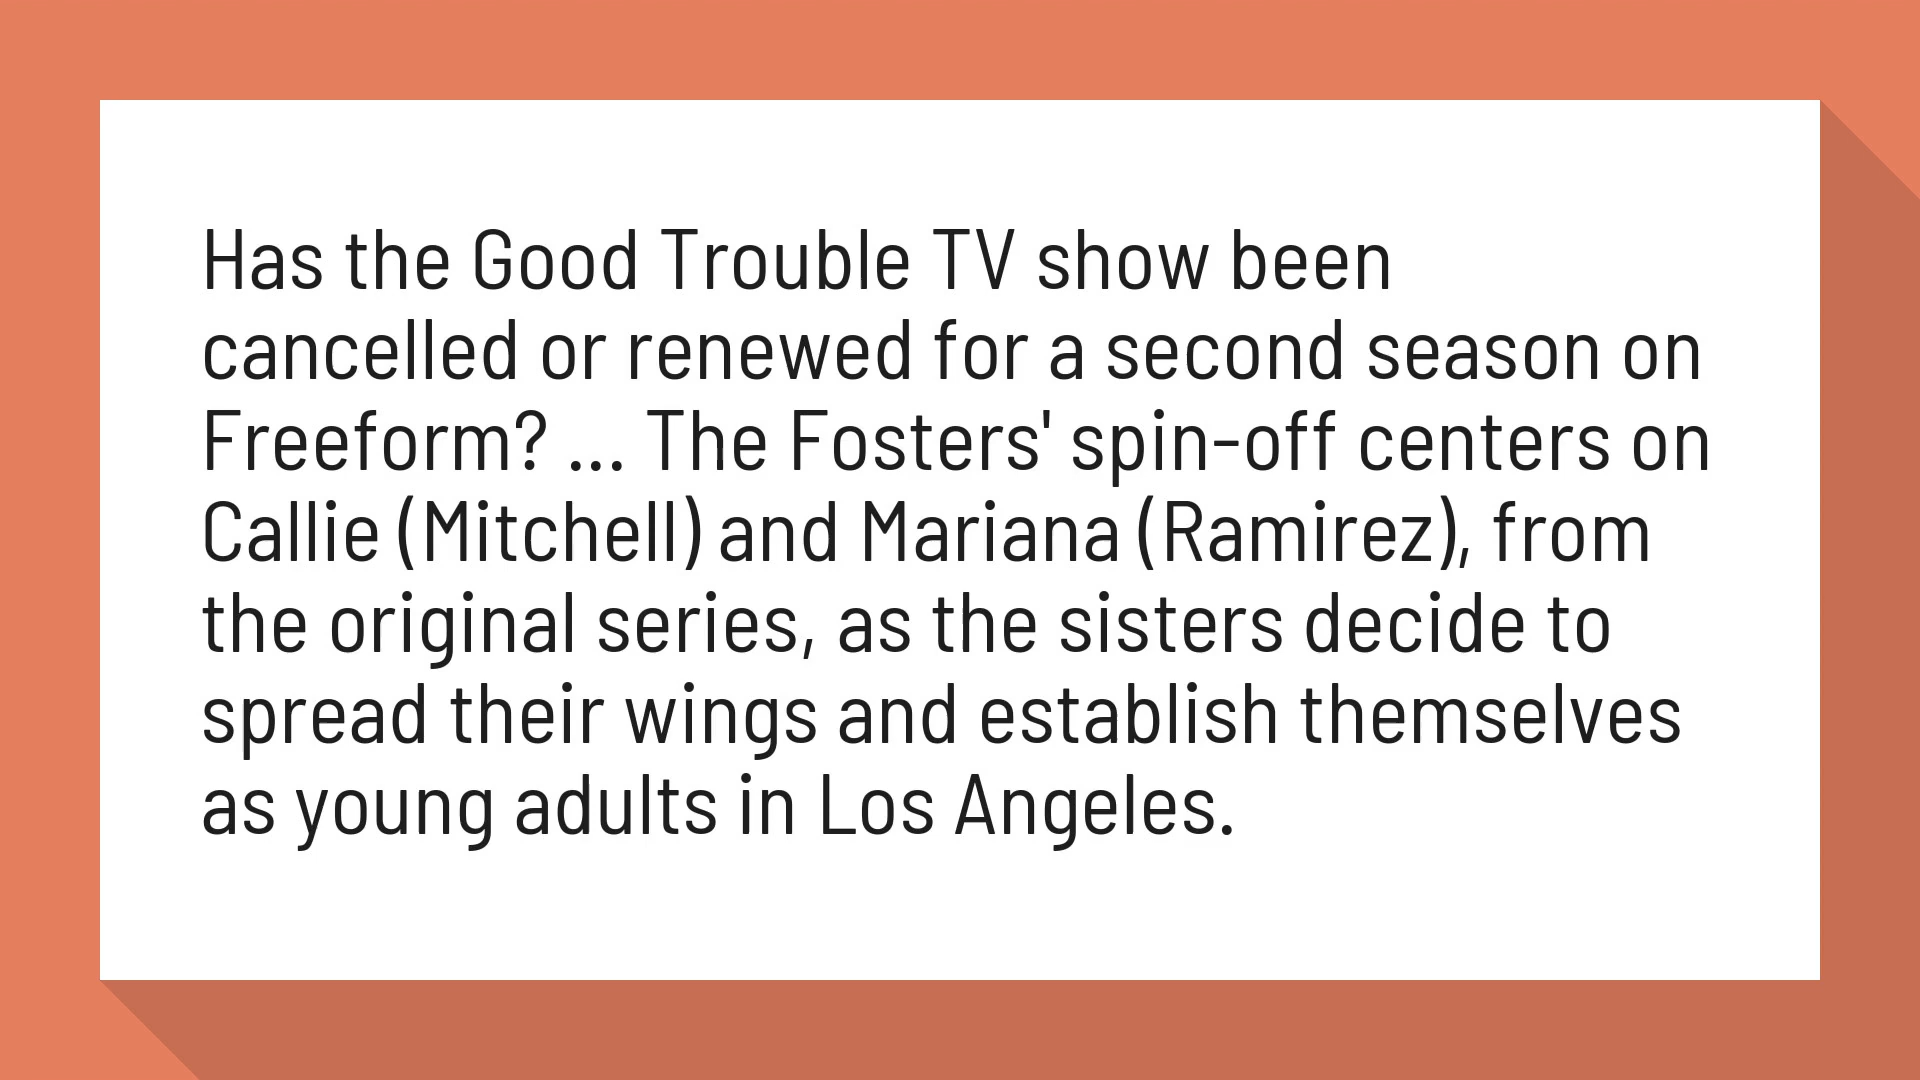 Has the Good Trouble TV show been
cancelled or renewed for a second season on
Freeform? ... The Fosters' spin-off centers on
Callie (Mitchell) and Mariana (Ramirez), from
the original series, as the sisters decide to
spread their wings and establish themselves
as young adults in Los Angeles.